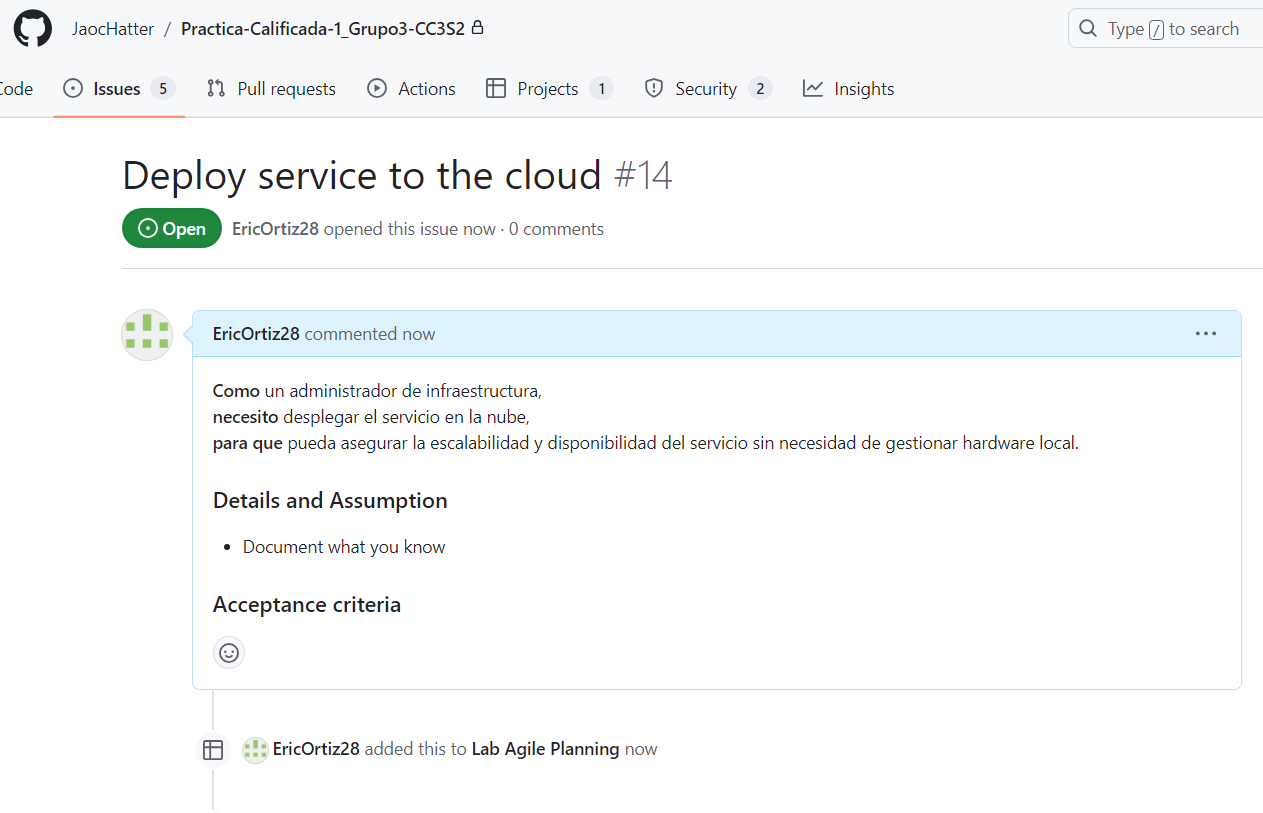 JaocHatter / Practica-Calificada-1_Grupo3-CC3S2
Type / to search
Code
Issues 5
Pull requests
Actions
Projects 1
Security 2
Insights
Deploy service to the cloud #14
Open
EricOrtiz28 opened this issue now · 0 comments
EricOrtiz28 commented now
Como un administrador de infraestructura,
necesito desplegar el servicio en la nube,
para que pueda asegurar la escalabilidad y disponibilidad del servicio sin necesidad de gestionar hardware local.
Details and Assumption
• Document what you know
Acceptance criteria
EricOrtiz28 added this to Lab Agile Planning now